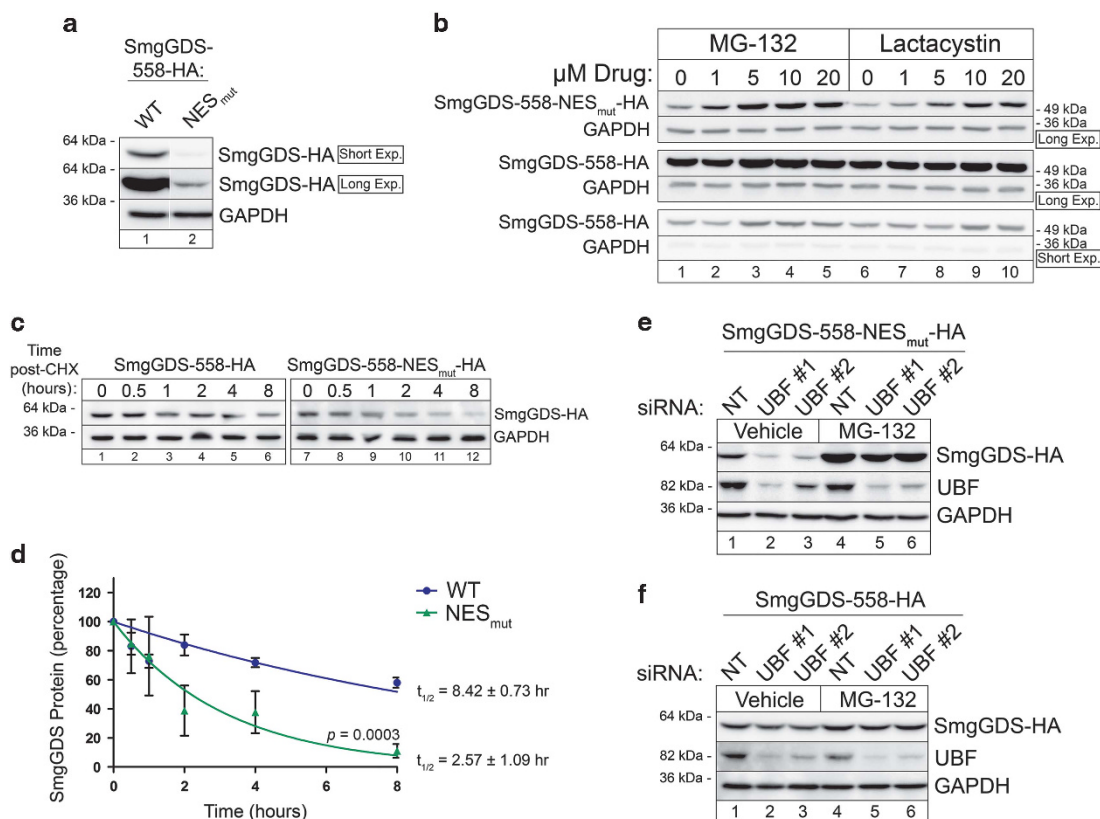 a
SmgGDS-
558-HA:
WT NESmut
64 kDa -
SmgGDS-HA Short Exp.
64 kDa -
SmgGDS-HA Long Exp.
36 kDa -
GAPDH
1 2
b
MG-132 Lactacystin
µM Drug: 0 1 5 10 20 0 1 5 10 20
SmgGDS-558-NESmut-HA - 49 kDa
GAPDH - 36 kDa
Long Exp.
SmgGDS-558-HA - 49 kDa
GAPDH - 36 kDa
Long Exp.
SmgGDS-558-HA - 49 kDa
GAPDH - 36 kDa
Short Exp.
1 2 3 4 5 6 7 8 9 10
c
Time
post-CHX
(hours):
SmgGDS-558-HA SmgGDS-558-NESmut-HA
0 0.5 1 2 4 8 0 0.5 1 2 4 8
64 kDa - SmgGDS-HA
36 kDa - GAPDH
1 2 3 4 5 6 7 8 9 10 11 12
d
SmgGDS Protein (percentage)
120
100
80
60
40
20
0
0 2 4 6 8
Time (hours)
WT
NESmut
t1/2 = 8.42 ± 0.73 hr
p = 0.0003
t1/2 = 2.57 ± 1.09 hr
e
SmgGDS-558-NESmut-HA
siRNA: NT UBF #1 UBF #2 NT UBF #1 UBF #2
Vehicle MG-132
64 kDa - SmgGDS-HA
82 kDa - UBF
36 kDa - GAPDH
1 2 3 4 5 6
f
SmgGDS-558-HA
siRNA: NT UBF #1 UBF #2 NT UBF #1 UBF #2
Vehicle MG-132
64 kDa - SmgGDS-HA
82 kDa - UBF
36 kDa - GAPDH
1 2 3 4 5 6